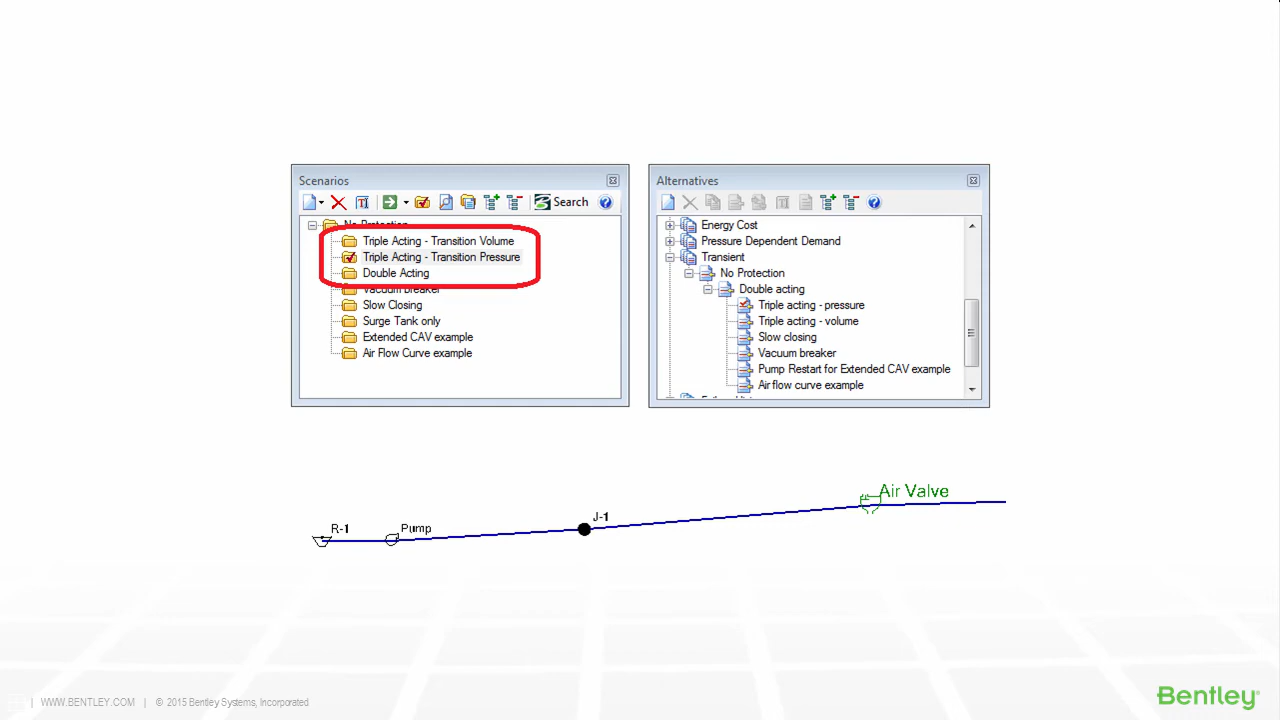 Scenarios
Search
No Protection
Triple Acting - Transition Volume
Triple Acting - Transition Pressure
Double Acting
Vacuum breaker
Slow Closing
Surge Tank only
Extended CAV example
Air Flow Curve example
Alternatives
Energy Cost
Pressure Dependent Demand
Transient
No Protection
Double acting
Triple acting - pressure
Triple acting - volume
Slow closing
Vacuum breaker
Pump Restart for Extended CAV example
Air flow curve example
R-1
Pump
J-1
Air Valve
| WWW.BENTLEY.COM | © 2015 Bentley Systems, Incorporated
Bentley